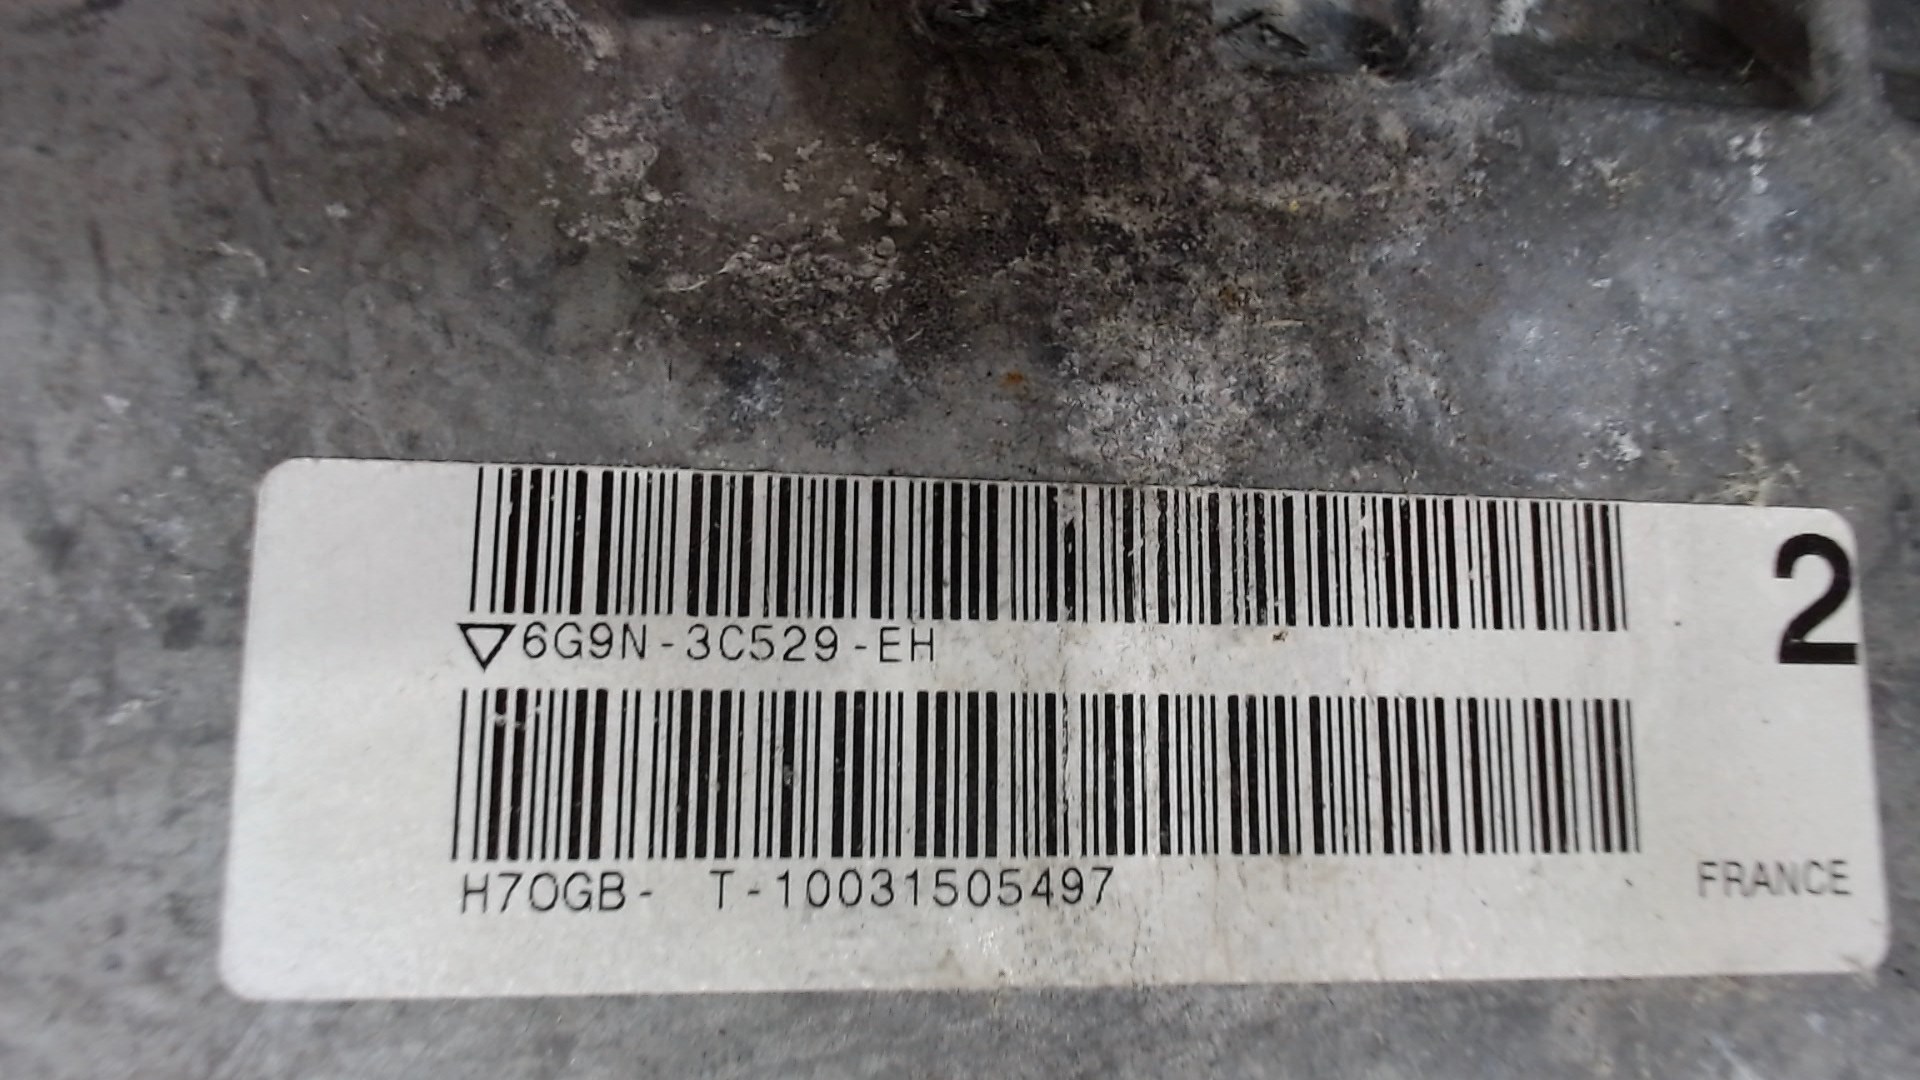 ▽6G9N-3C529-EH
2
H7OGB- T-10031505497
FRANCE